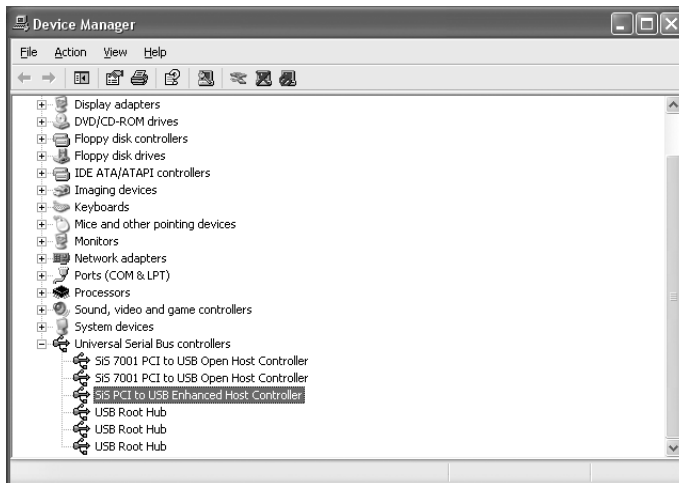 Device Manager
File Action View Help
Display adapters
DVD/CD-ROM drives
Floppy disk controllers
Floppy disk drives
IDE ATA/ATAPI controllers
Imaging devices
Keyboards
Mice and other pointing devices
Monitors
Network adapters
Ports (COM & LPT)
Processors
Sound, video and game controllers
System devices
Universal Serial Bus controllers
SiS 7001 PCI to USB Open Host Controller
SiS 7001 PCI to USB Open Host Controller
SiS PCI to USB Enhanced Host Controller
USB Root Hub
USB Root Hub
USB Root Hub